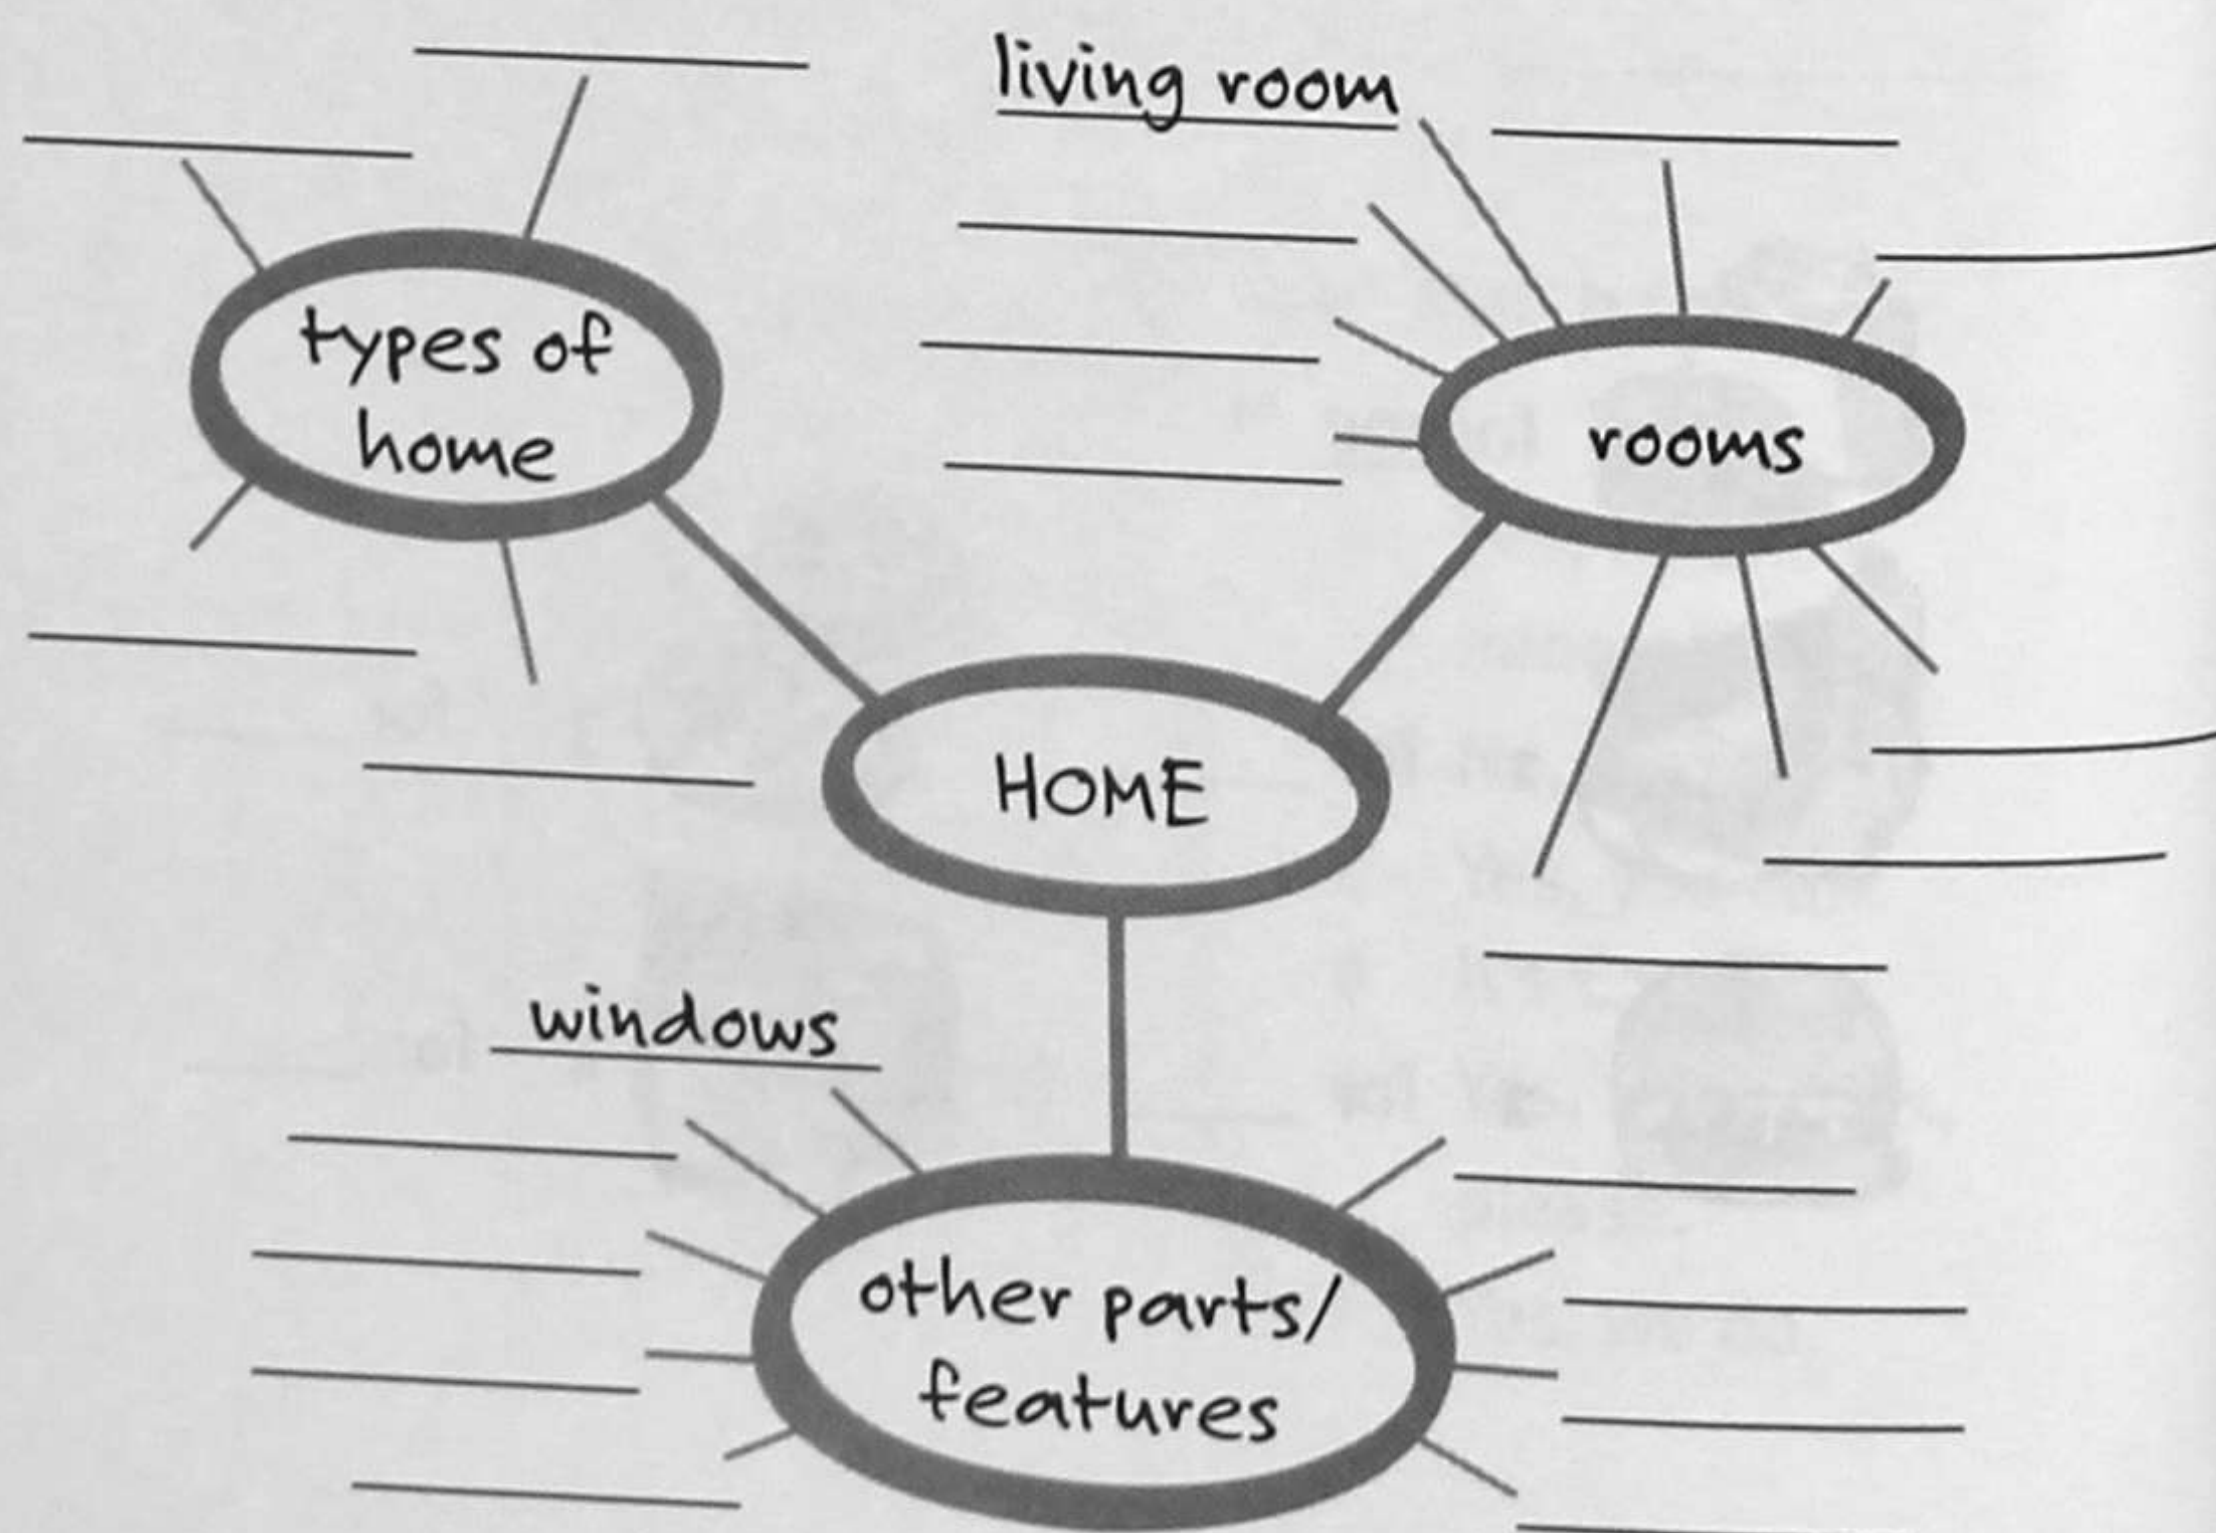 living room
types of
home
rooms
HOME
windows
other parts/
features